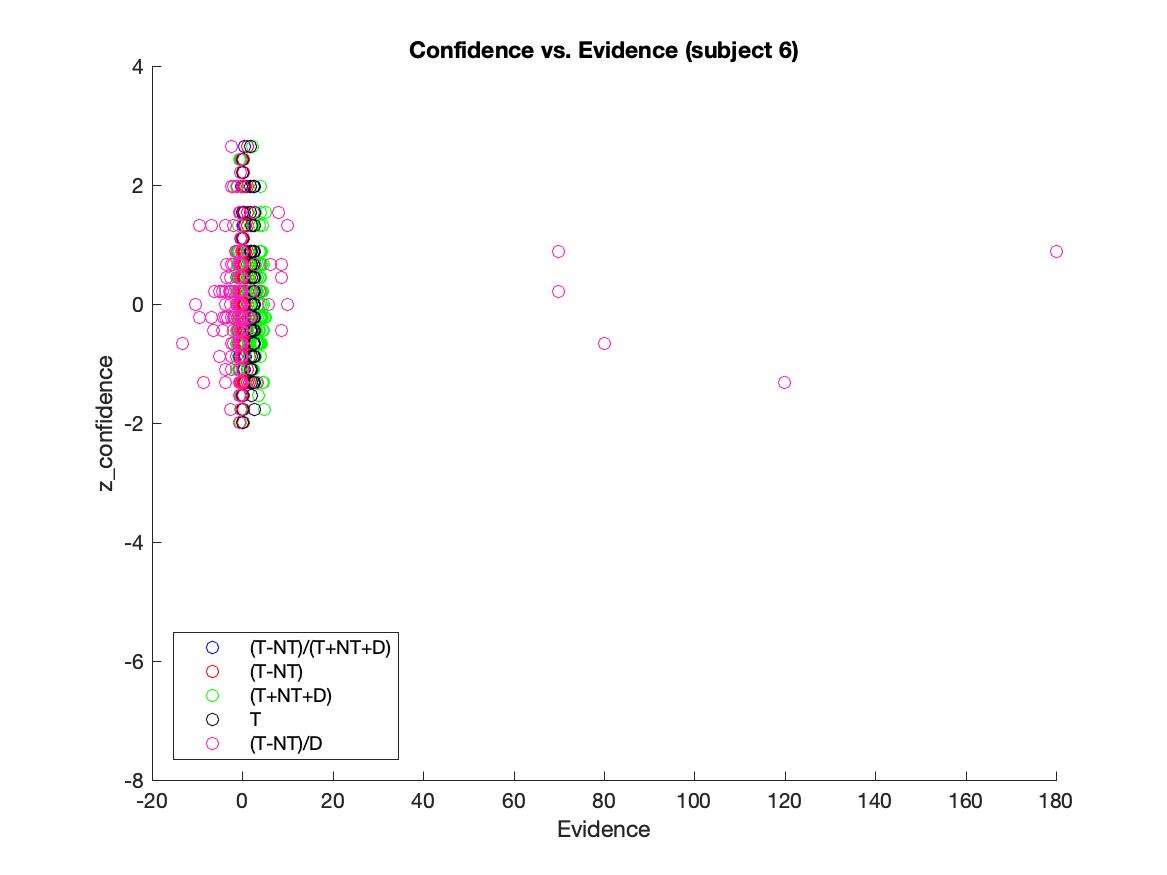 Confidence vs. Evidence (subject 6)
4
2
0
-2
-4
-6
-8
z_confidence
(T-NT)/(T+NT+D)
(T-NT)
(T+NT+D)
T
(T-NT)/D
-20 0 20 40 60 80 100 120 140 160 180
Evidence